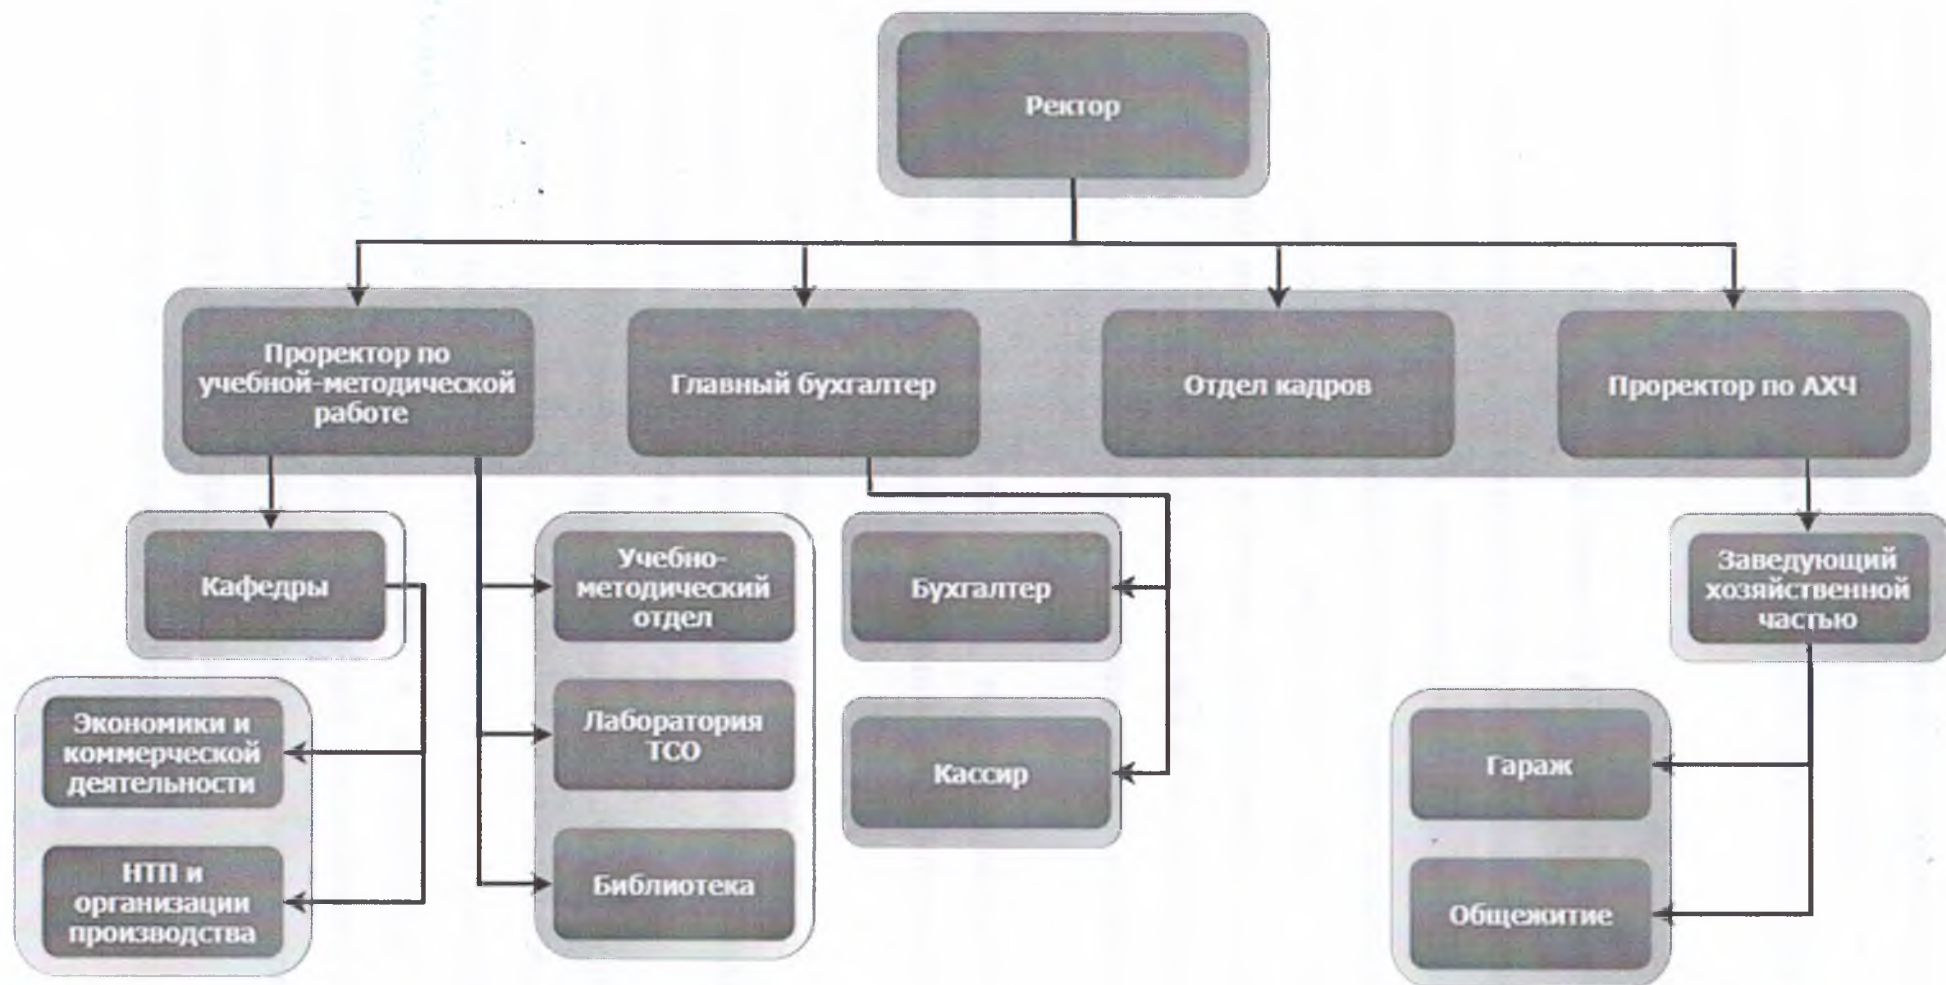 Ректор
Проректор по
учебной-методической
работе
Главный бухгалтер
Отдел кадров
Проректор по АХЧ
Кафедры
Учебно-
методический
отдел
Бухгалтер
Заведующий
хозяйственной
частью
Экономики и
коммерческой
деятельности
Лаборатория
ТСО
Кассир
Гараж
НТП и
организации
производства
Библиотека
Общежитие